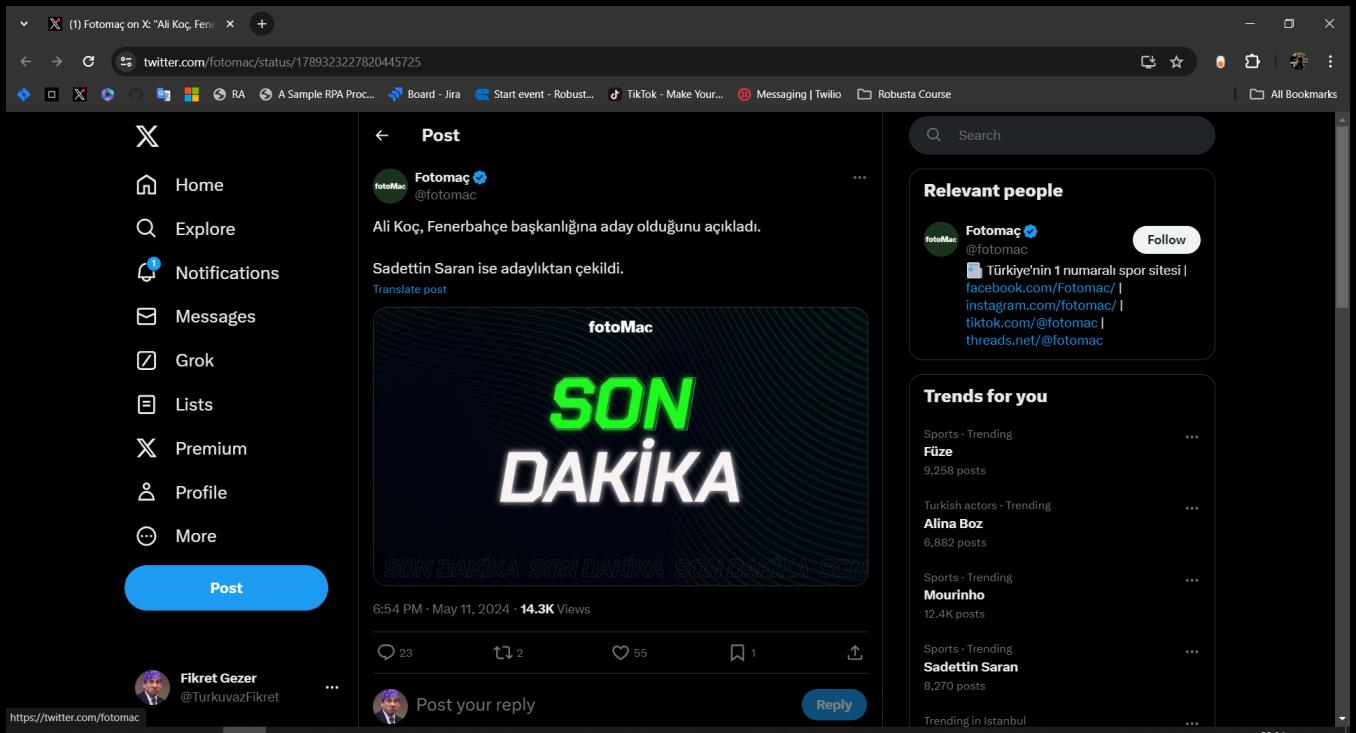 (1) Fotomaç on X: "Ali Koç, Fene
twitter.com/fotomac/status/1789323227820445725
RA
A Sample RPA Proc...
Board - Jira
Start event - Robust...
TikTok - Make Your...
Messaging | Twilio
Robusta Course
All Bookmarks
Home
Explore
1
Notifications
Messages
Grok
Lists
Premium
Profile
More
Post
Fikret Gezer
@TurkuvazFikret
https://twitter.com/fotomac
Post
fotoMac
Fotomaç
@fotomac
Ali Koç, Fenerbahçe başkanlığına aday olduğunu açıkladı.
Sadettin Saran ise adaylıktan çekildi.
Translate post
fotoMac
SON
DAKİKA
SON DAKİKA SON DAKİKA SON DAKİKA SON
6:54 PM · May 11, 2024 · 14.3K Views
23
2
55
1
Post your reply
Reply
Search
Relevant people
fotoMac
Fotomaç
@fotomac
Follow
Türkiye'nin 1 numaralı spor sitesi |
facebook.com/Fotomac/ |
instagram.com/fotomac/ |
tiktok.com/@fotomac |
threads.net/@fotomac
Trends for you
Sports · Trending
Füze
9,258 posts
Turkish actors · Trending
Alina Boz
6,882 posts
Sports · Trending
Mourinho
12.4K posts
Sports · Trending
Sadettin Saran
8,270 posts
Trending in Istanbul